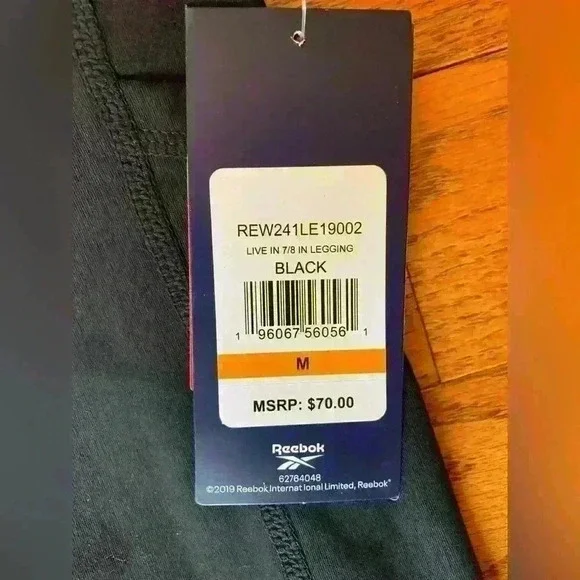 REW241LE19002
LIVE IN 7/8 IN LEGGING
BLACK
1 96067 56056 1
M
MSRP: $70.00
Reebok
62764048
©2019 Reebok International Limited, Reebok®